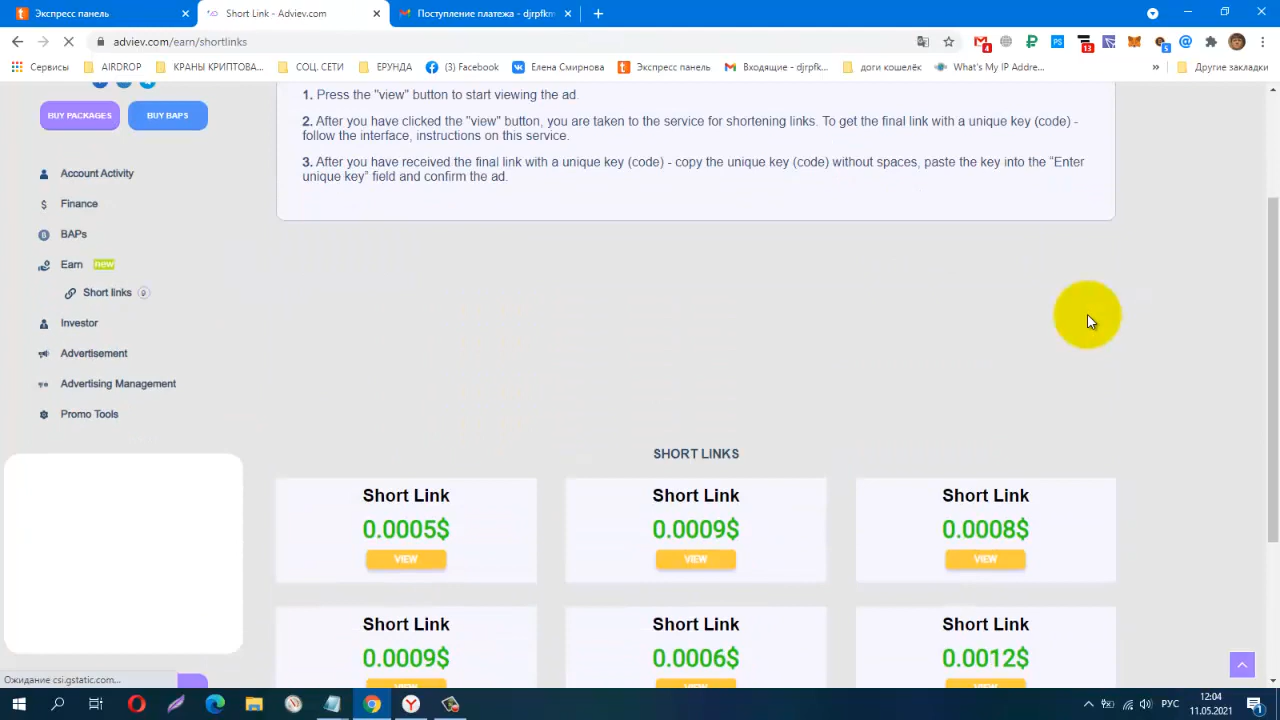 Экспресс панель
Short Link - Adviev.com
Поступление платежа - djrpfkm
adviev.com/earn/shortlinks
4
13
5
Сервисы
AIRDROP
КРАНЫ КРИПТОВА...
СОЦ. СЕТИ
ЕРУНДА
(3) Facebook
Елена Смирнова
Экспресс панель
Входящие - djrpfk...
доги кошелёк
What's My IP Addre...
»
Другие закладки
1. Press the "view" button to start viewing the ad.
BUY PACKAGES
BUY BAPS
2. After you have clicked the "view" button, you are taken to the service for shortening links. To get the final link with a unique key (code) -
follow the interface, instructions on this service.
3. After you have received the final link with a unique key (code) - copy the unique key (code) without spaces, paste the key into the "Enter
unique key" field and confirm the ad.
Account Activity
Finance
BAPs
Earn new
Short links
Investor
Advertisement
Advertising Management
Promo Tools
SHORT LINKS
Short Link
0.0005$
VIEW
Short Link
0.0009$
VIEW
Short Link
0.0008$
VIEW
Short Link
0.0009$
VIEW
Short Link
0.0006$
VIEW
Short Link
0.0012$
VIEW
Ожидание csi.gstatic.com...
РУС
12:04
11.05.2021
1